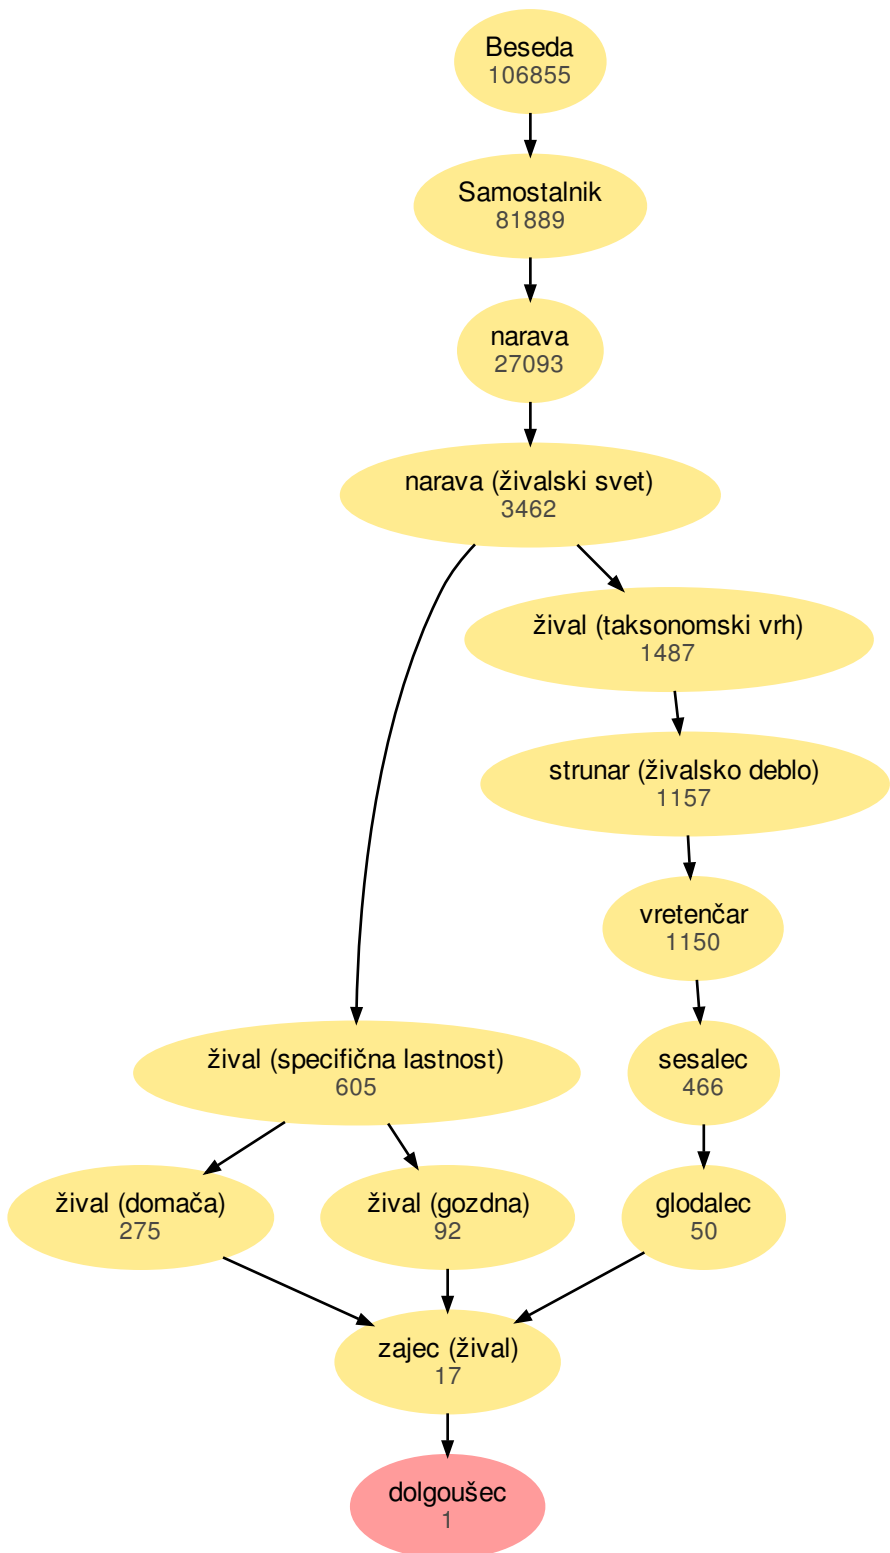 Beseda
106855
Samostalnik
81889
narava
27093
narava (živalski svet)
3462
žival (taksonomski vrh)
1487
strunar (živalsko deblo)
1157
vretenčar
1150
žival (specifična lastnost)
605
sesalec
466
žival (domača)
275
žival (gozdna)
92
glodalec
50
zajec (žival)
17
dolgoušec
1